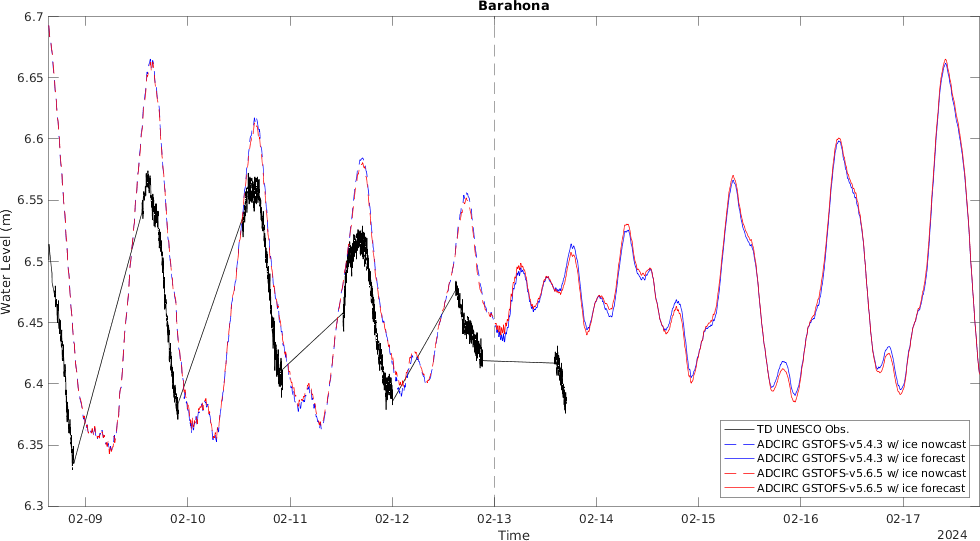 Barahona
6.7
6.65
6.6
6.55
6.5
6.45
6.4
6.35
6.3
Water Level (m)
TD UNESCO Obs.
ADCIRC GSTOFS-v5.4.3 w/ ice nowcast
ADCIRC GSTOFS-v5.4.3 w/ ice forecast
ADCIRC GSTOFS-v5.6.5 w/ ice nowcast
ADCIRC GSTOFS-v5.6.5 w/ ice forecast
02-09 02-10 02-11 02-12 02-13 02-14 02-15 02-16 02-17
Time
2024